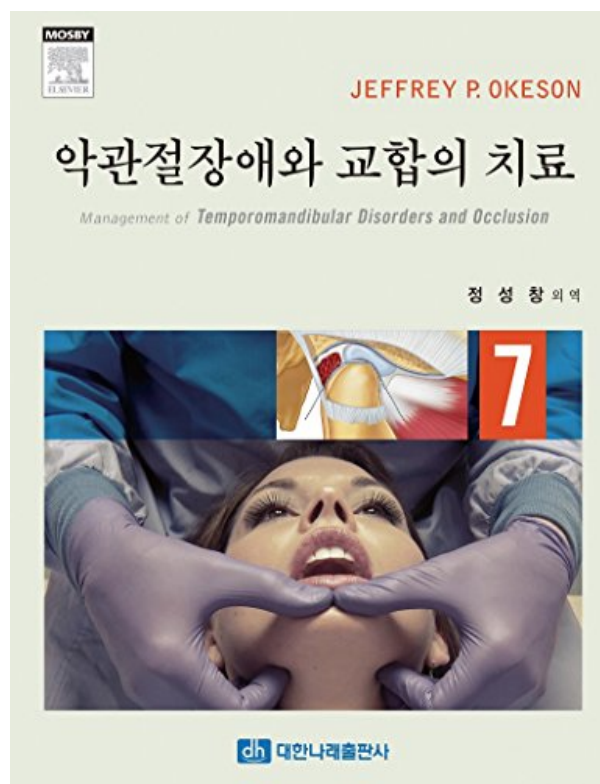 MOSBY
ELSEVIER
JEFFREY P. OKESON
악관절장애와 교합의 치료
Management of Temporomandibular Disorders and Occlusion
정 성 창 외 역
7
dh 대한나래출판사